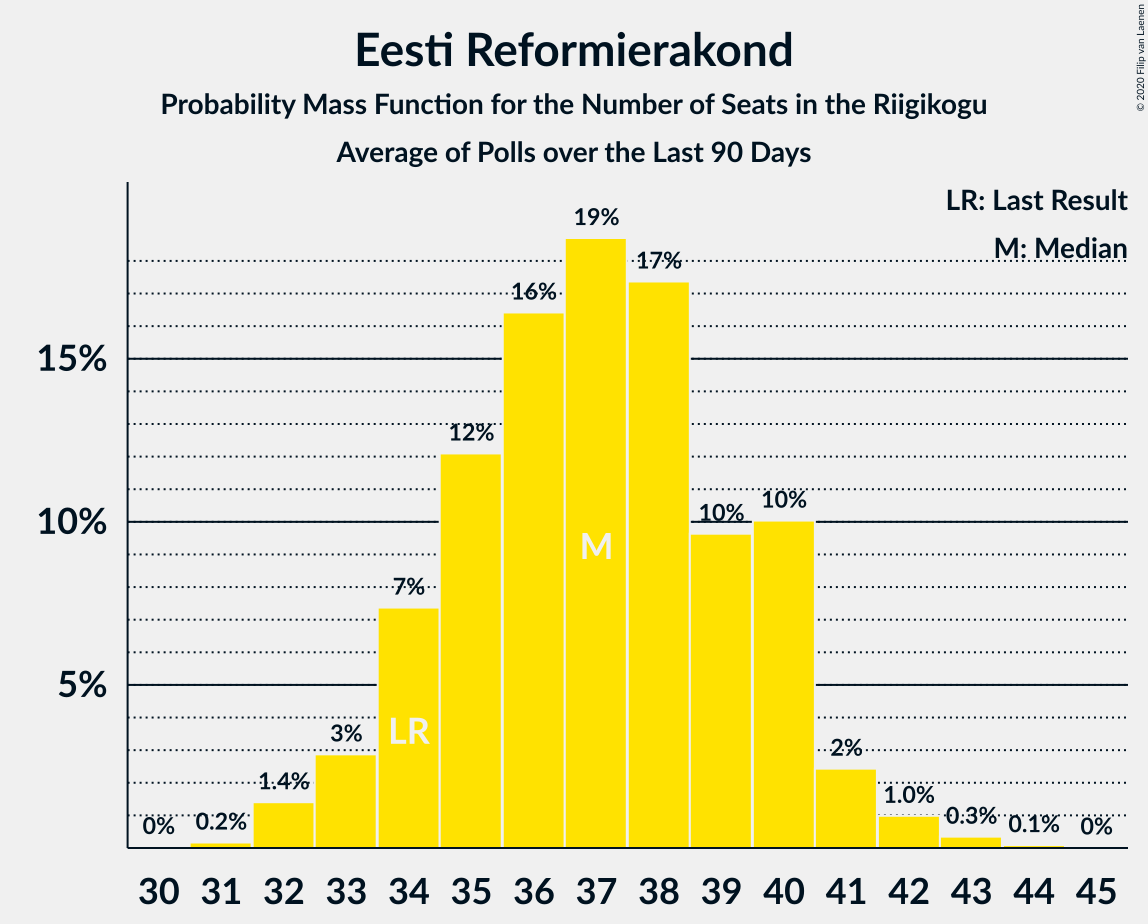 Eesti Reformierakond
Probability Mass Function for the Number of Seats in the Riigikogu
Average of Polls over the Last 90 Days
© 2020 Filip van Laenen
LR: Last Result
M: Median
15%
10%
5%
0%
0.2%
1.4%
3%
7%
12%
16%
19%
17%
10%
10%
2%
1.0%
0.3%
0.1%
0%
LR
M
30 31 32 33 34 35 36 37 38 39 40 41 42 43 44 45